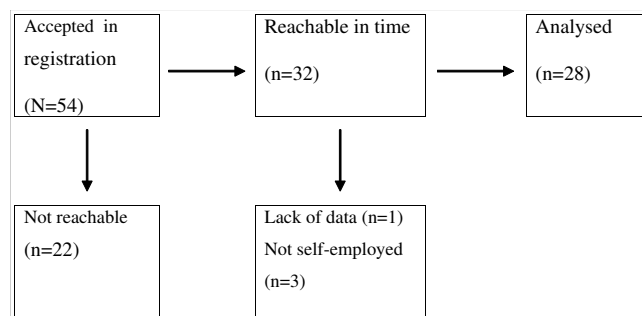 Accepted in
registration
(N=54)
Reachable in time
(n=32)
Analysed
(n=28)
Not reachable
(n=22)
Lack of data (n=1)
Not self-employed
(n=3)